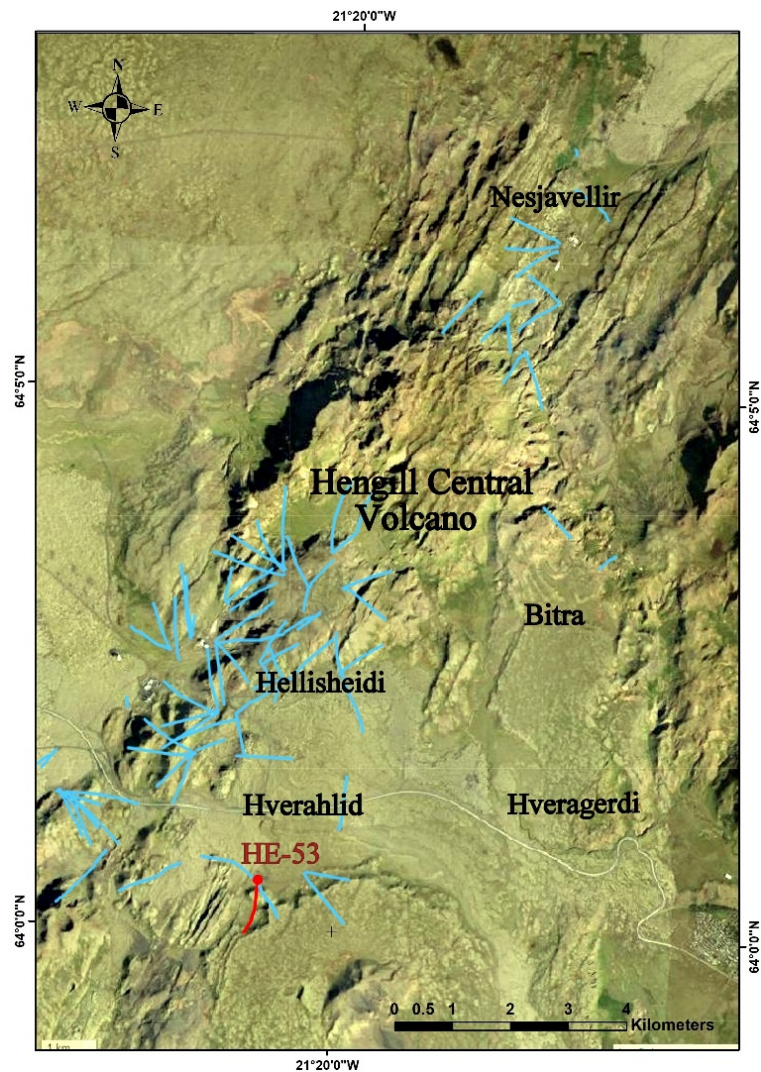 21°20'0"W
N
W E
S
Nesjavellir
64°5'0"N
64°5'0"N
Hengill Central
Volcano
Bitra
Hellisheidi
Hverahlid
Hveragerdi
HE-53
64°0'0"N
64°0'0"N
0 0.5 1 2 3 4
Kilometers
1 km
21°20'0"W